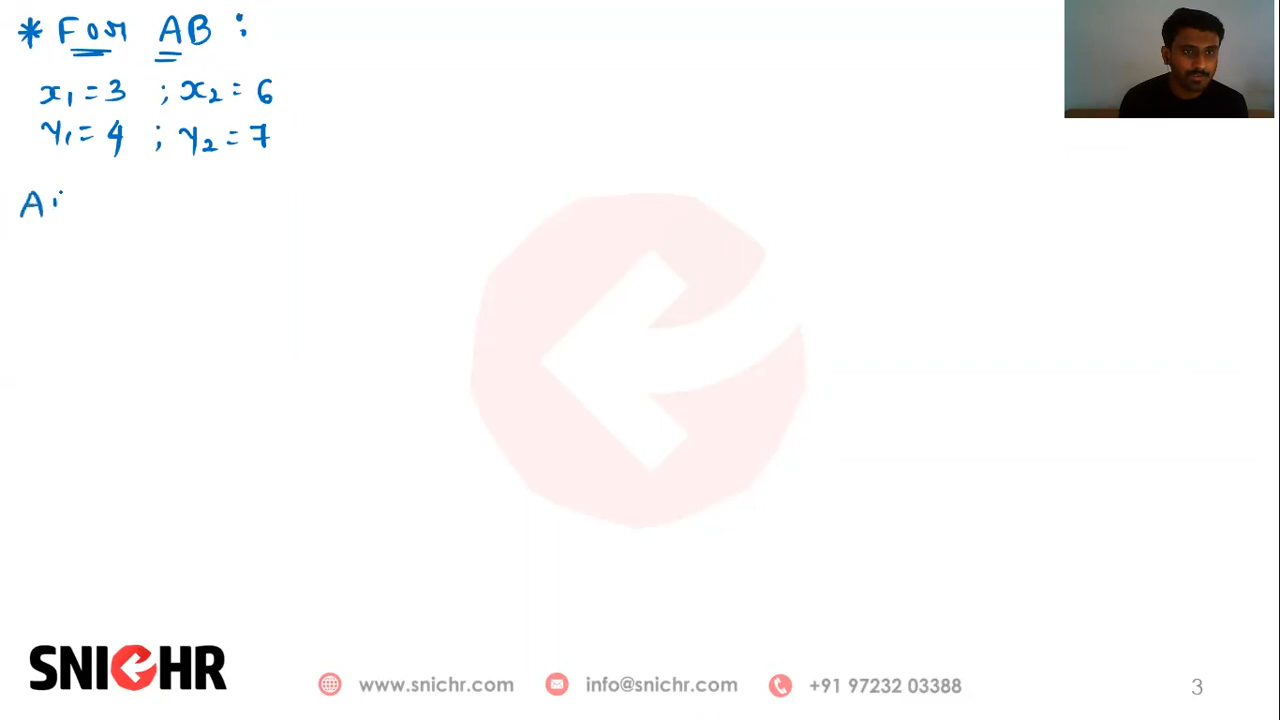 * For AB :
x₁ = 3 ; x₂ = 6
y₁ = 4 ; y₂ = 7
A
SNICHR
www.snichr.com
info@snichr.com
+91 97232 03388
3